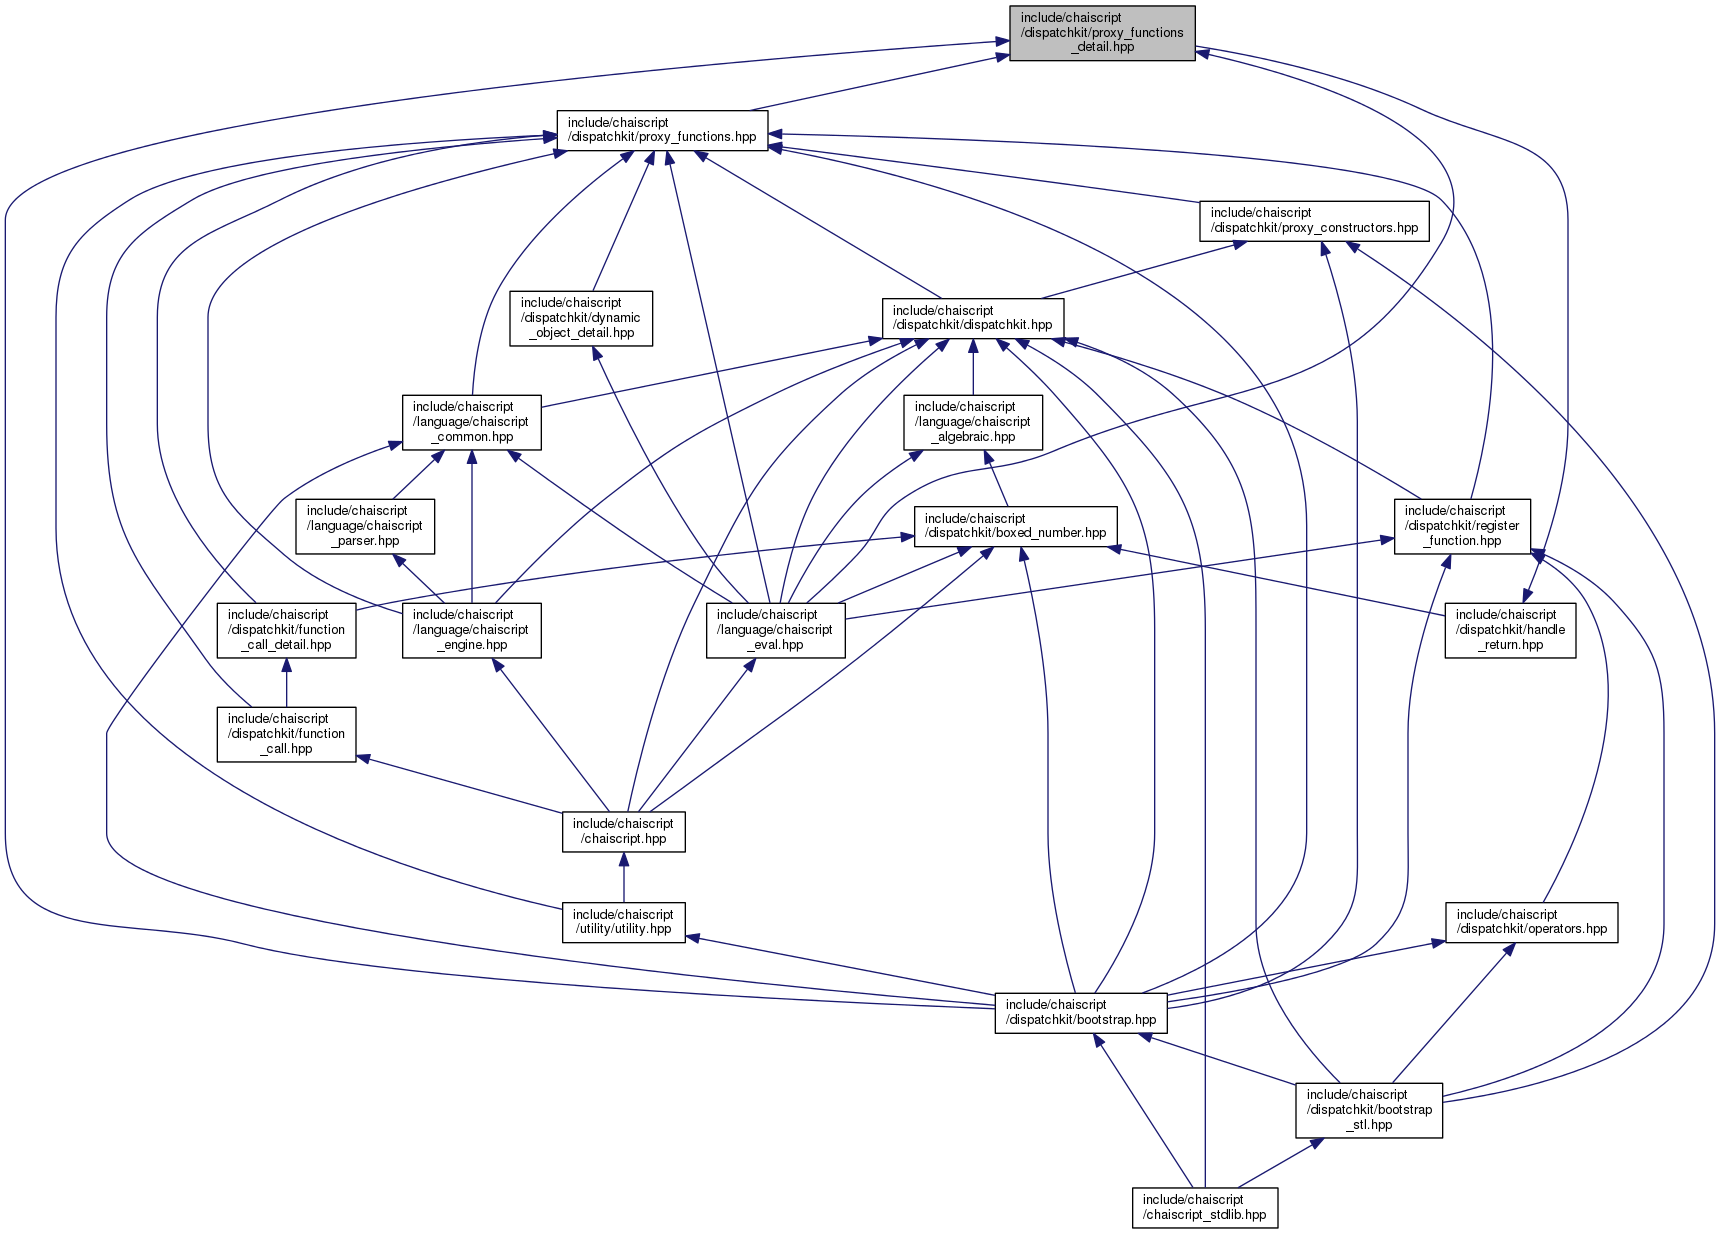 include/chaiscript
/dispatchkit/proxy_functions
_detail.hpp
include/chaiscript
/dispatchkit/proxy_functions.hpp
include/chaiscript
/dispatchkit/proxy_constructors.hpp
include/chaiscript
/dispatchkit/dynamic
_object_detail.hpp
include/chaiscript
/dispatchkit/dispatchkit.hpp
include/chaiscript
/language/chaiscript
_common.hpp
include/chaiscript
/language/chaiscript
_algebraic.hpp
include/chaiscript
/language/chaiscript
_parser.hpp
include/chaiscript
/dispatchkit/boxed_number.hpp
include/chaiscript
/dispatchkit/register
_function.hpp
include/chaiscript
/dispatchkit/function
_call_detail.hpp
include/chaiscript
/language/chaiscript
_engine.hpp
include/chaiscript
/language/chaiscript
_eval.hpp
include/chaiscript
/dispatchkit/handle
_return.hpp
include/chaiscript
/dispatchkit/function
_call.hpp
include/chaiscript
/chaiscript.hpp
include/chaiscript
/utility/utility.hpp
include/chaiscript
/dispatchkit/operators.hpp
include/chaiscript
/dispatchkit/bootstrap.hpp
include/chaiscript
/dispatchkit/bootstrap
_stl.hpp
include/chaiscript
/chaiscript_stdlib.hpp